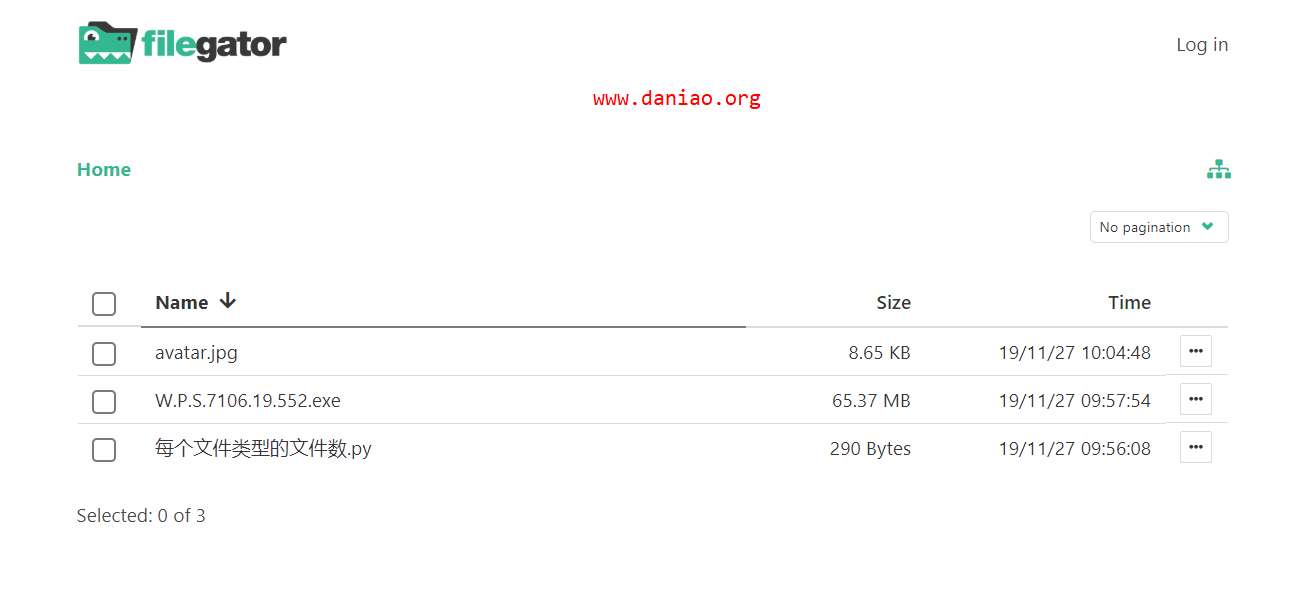 filegator
Log in
www.daniao.org
Home
No pagination
Name Size Time
avatar.jpg 8.65 KB 19/11/27 10:04:48
W.P.S.7106.19.552.exe 65.37 MB 19/11/27 09:57:54
每个文件类型的文件数.py 290 Bytes 19/11/27 09:56:08
Selected: 0 of 3